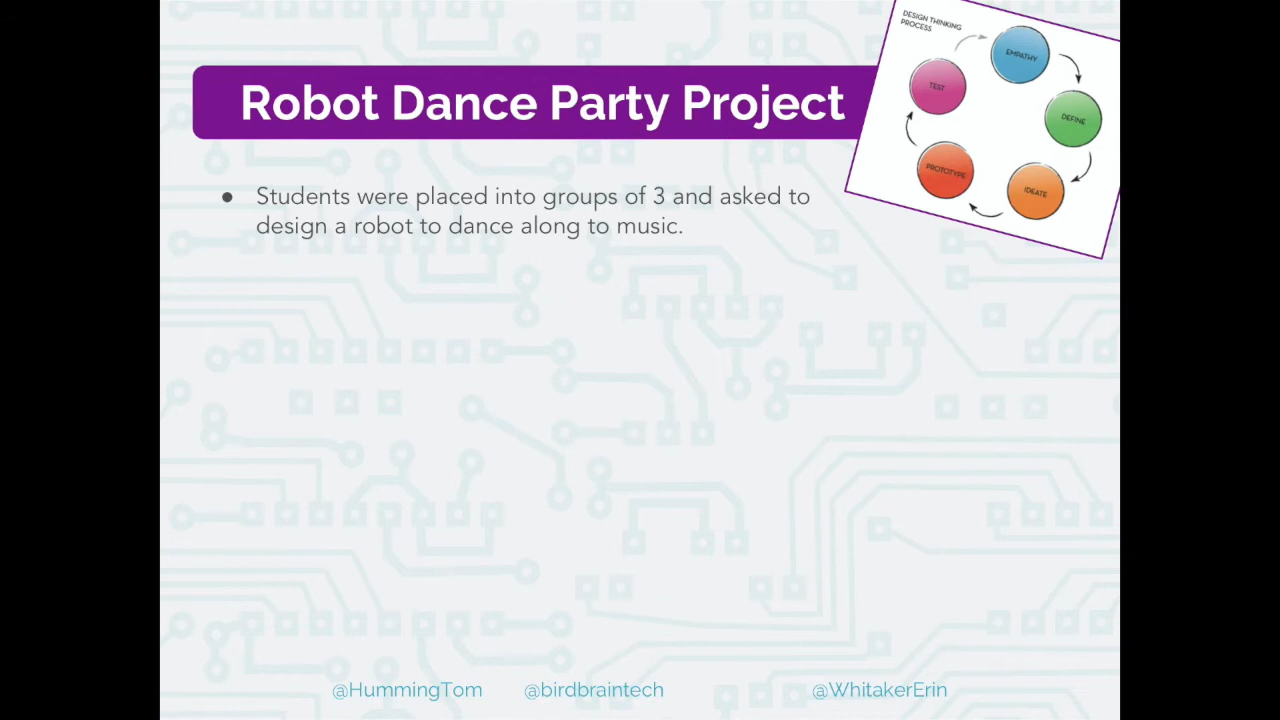 DESIGN THINKING
PROCESS
EMPATHY
TEST
DEFINE
PROTOTYPE
IDEATE
Robot Dance Party Project
● Students were placed into groups of 3 and asked to
design a robot to dance along to music.
@HummingTom @birdbraintech @WhitakerErin